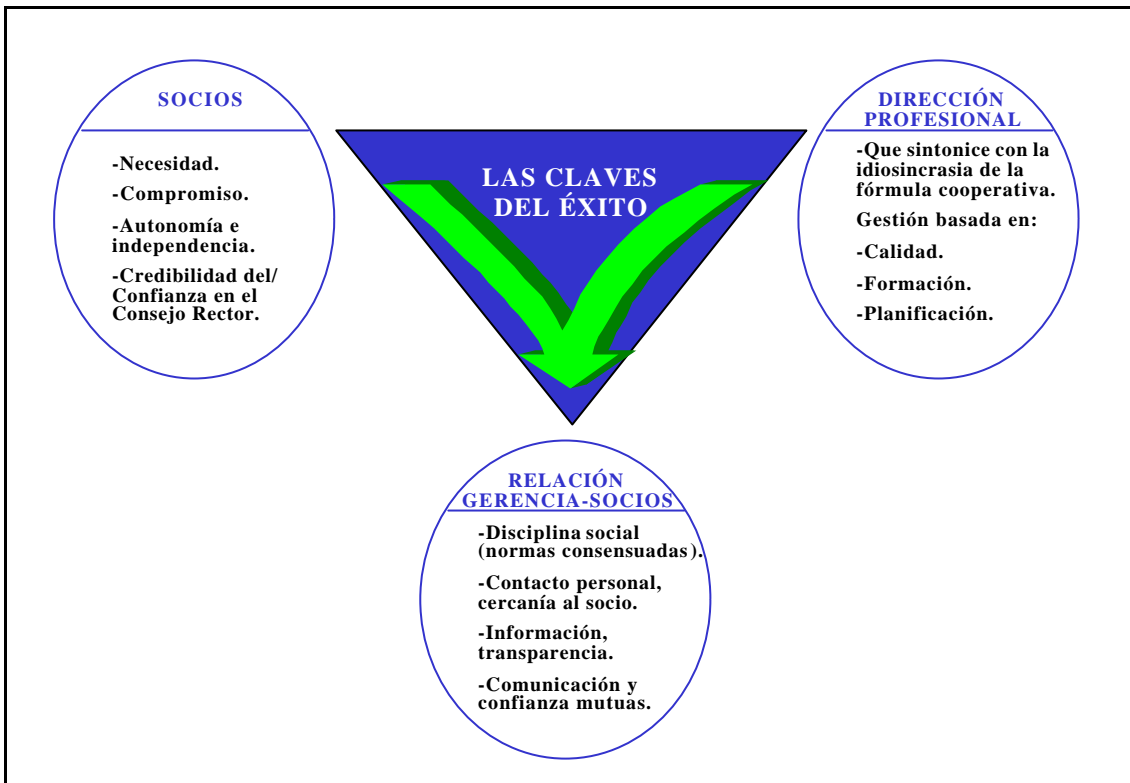 SOCIOS
-Necesidad.
-Compromiso.
-Autonomía e
independencia.
-Credibilidad del/
Confianza en el
Consejo Rector.
LAS CLAVES
DEL ÉXITO
DIRECCIÓN
PROFESIONAL
-Que sintonice con la
idiosincrasia de la
fórmula cooperativa.
Gestión basada en:
-Calidad.
-Formación.
-Planificación.
RELACIÓN
GERENCIA-SOCIOS
-Disciplina social
(normas consensuadas).
-Contacto personal,
cercanía al socio.
-Información,
transparencia.
-Comunicación y
confianza mutuas.